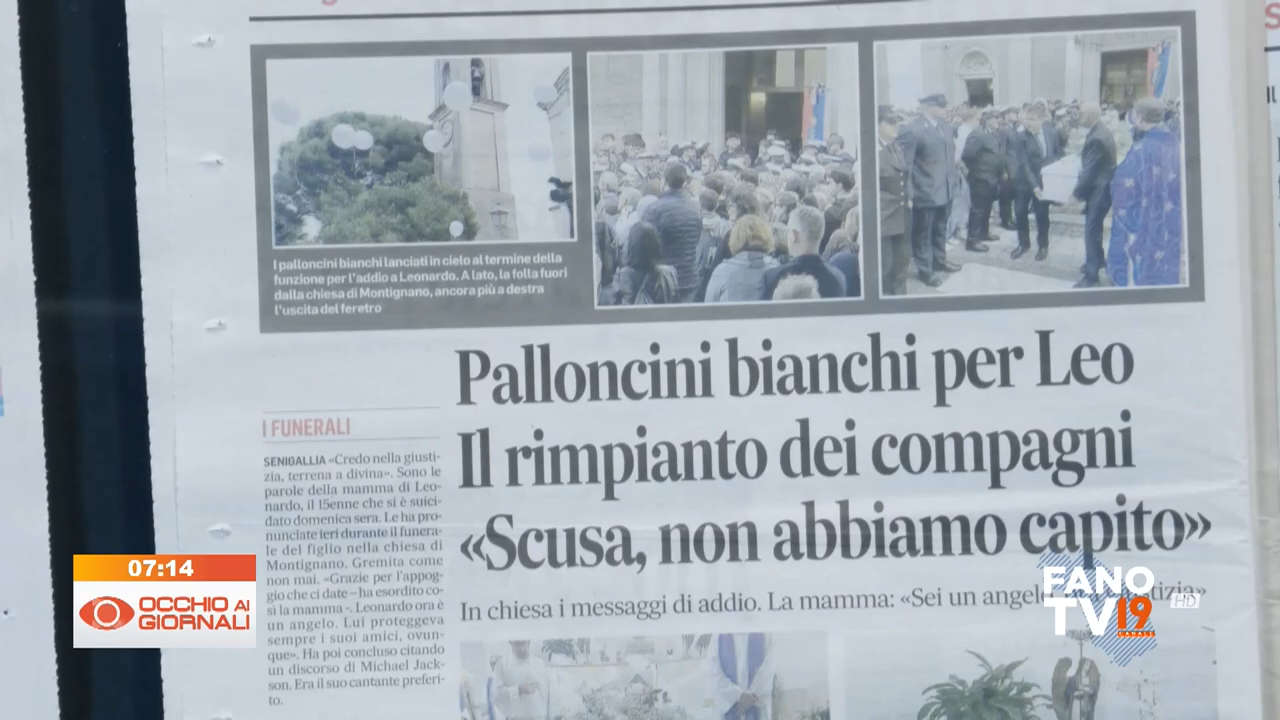 I palloncini bianchi lanciati in cielo al termine della
funzione per l'addio a Leonardo. A lato, la folla fuori
dalla chiesa di Montignano, ancora più a destra
l'uscita del feretro
Palloncini bianchi per Leo
Il rimpianto dei compagni
«Scusa, non abbiamo capito»
In chiesa i messaggi di addio. La mamma: «Sei un angelo
I FUNERALI
SENIGALLIA «Credo nella giusti-
zia, terrena a divina». Sono le
parole della mamma di Leo-
nardo, il 15enne che si è suici-
dato domenica sera. Le ha pro-
nunciate ieri durante il funera-
le del figlio nella chiesa di
Montignano. Gremita come
non mai. «Grazie per l'appog-
gio che ci date – ha esordito co-
sì la mamma -. Leonardo ora è
un angelo. Lui proteggeva
sempre i suoi amici, ovun-
que». Ha poi concluso citando
un discorso di Michael Jack-
son. Era il suo cantante preferi-
to.
07:14
OCCHIO AI
GIORNALI
FANO
TV19 HD
CANALE